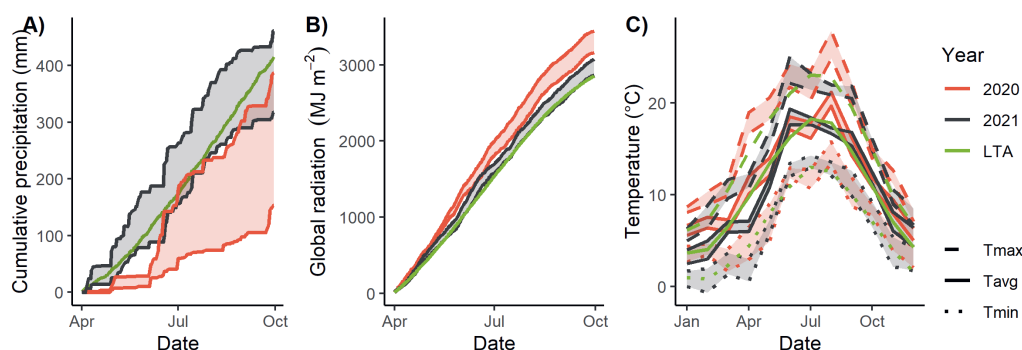 A)
Cumulative precipitation (mm)
400
300
200
100
0
Apr
Jul
Oct
Date
B)
Global radiation (MJ m−2)
3000
2000
1000
0
Apr
Jul
Oct
Date
C)
Temperature (°C)
20
10
0
Jan
Apr
Jul
Oct
Date
Year
2020
2021
LTA
Tmax
Tavg
Tmin